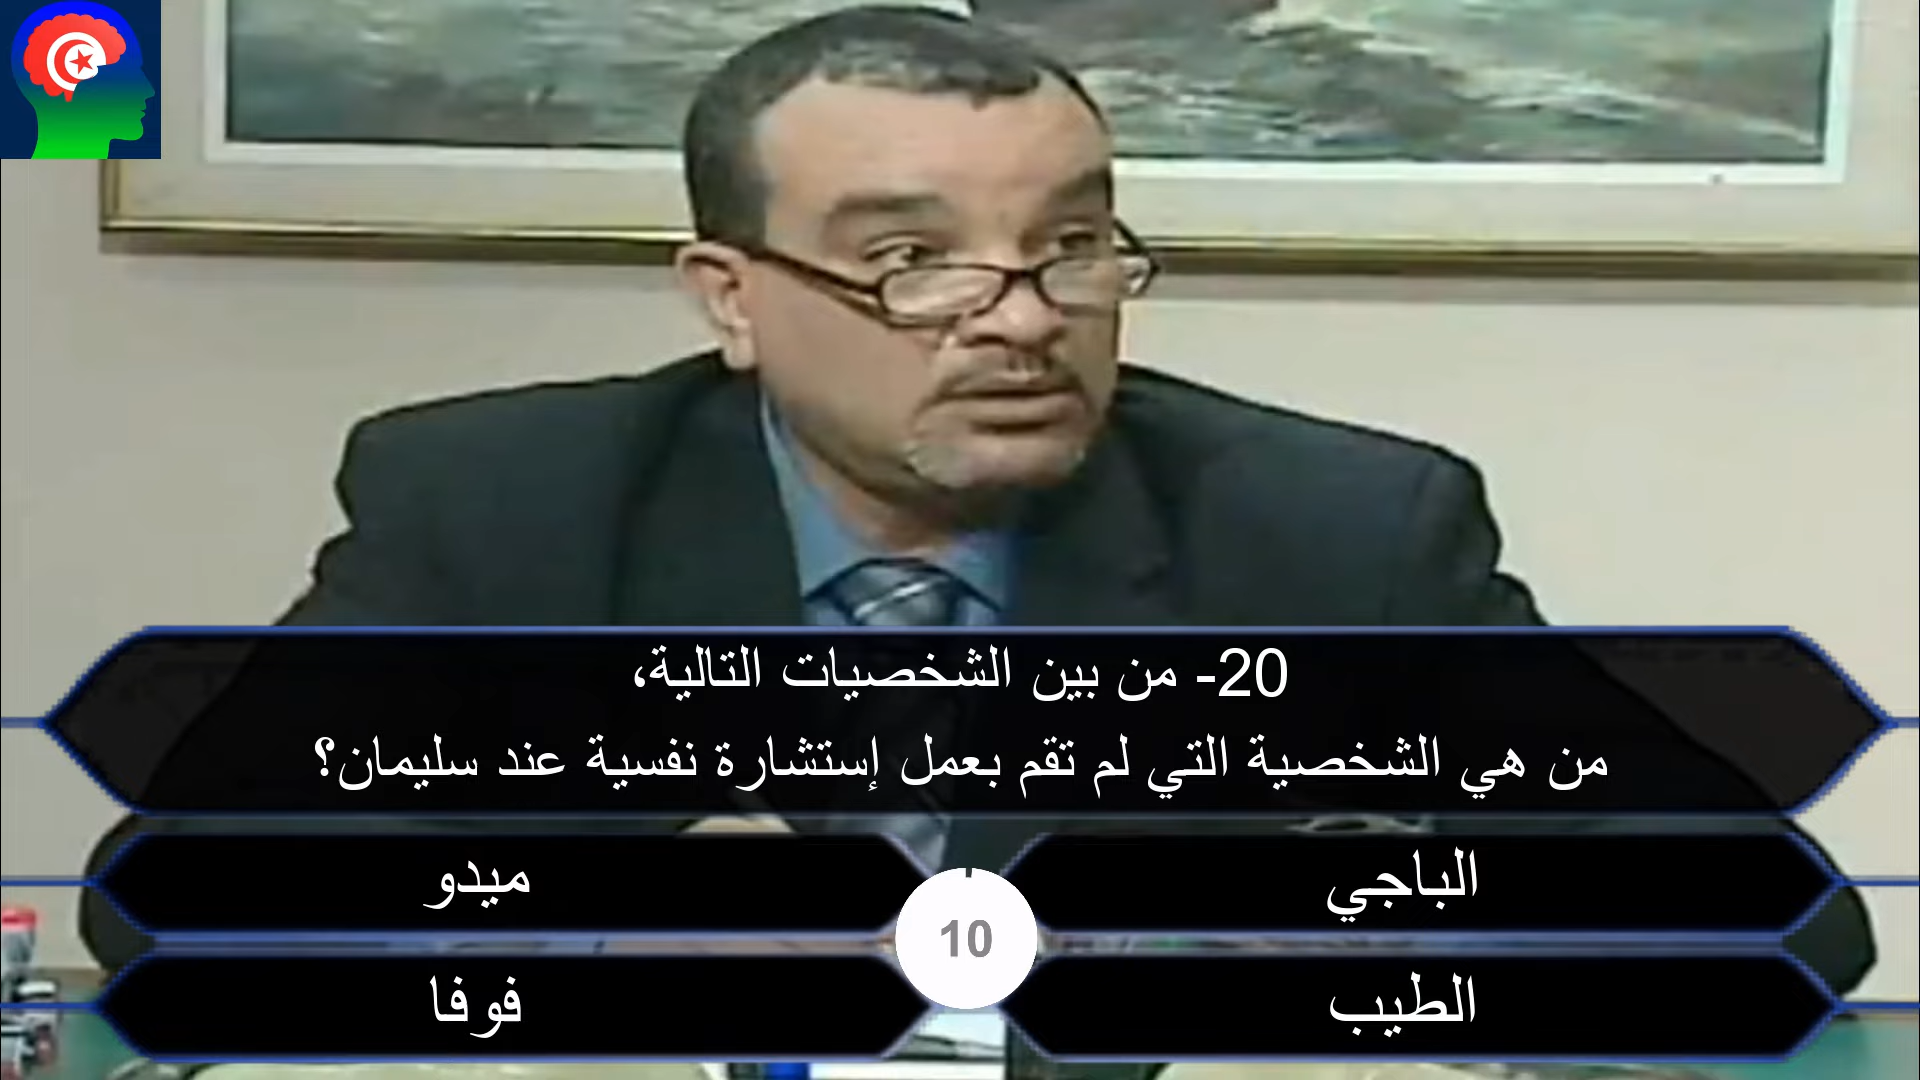 20- من بين الشخصيات التالية،
من هي الشخصية التي لم تقم بعمل إستشارة نفسية عند سليمان؟
الباجي
ميدو
10
الطيب
فوفا